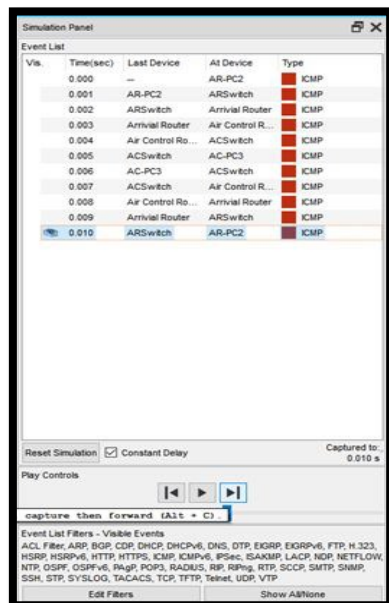 Simulation Panel
Event List
Vis. Time(sec) Last Device At Device Type
0.000 -- AR-PC2 ICMP
0.001 AR-PC2 ARSwitch ICMP
0.002 ARSwitch Arrivial Router ICMP
0.003 Arrivial Router Air Control R... ICMP
0.004 Air Control Ro... ACSwitch ICMP
0.005 ACSwitch AC-PC3 ICMP
0.006 AC-PC3 ACSwitch ICMP
0.007 ACSwitch Air Control R... ICMP
0.008 Air Control Ro... Arrivial Router ICMP
0.009 Arrivial Router ARSwitch ICMP
0.010 ARSwitch AR-PC2 ICMP
Reset Simulation Constant Delay Captured to:
0.010 s
Play Controls
capture then forward (Alt + C).
Event List Filters - Visible Events
ACL Filter, ARP, BGP, CDP, DHCP, DHCPv6, DNS, DTP, EIGRP, EIGRPv6, FTP, H.323,
HSRP, HSRPv6, HTTP, HTTPS, ICMP, ICMPv6, IPSec, ISAKMP, LACP, NDP, NETFLOW,
NTP, OSPF, OSPFv6, PAgP, POP3, RADIUS, RIP, RIPng, RTP, SCCP, SMTP, SNMP,
SSH, STP, SYSLOG, TACACS, TCP, TFTP, Telnet, UDP, VTP
Edit Filters Show All/None